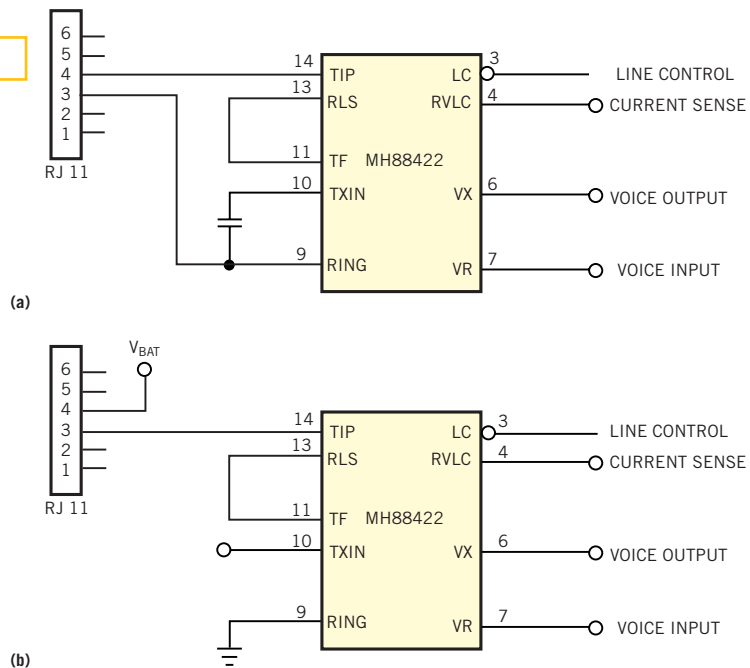 6
5
4
3
2
1
RJ 11
14 TIP LC 3 LINE CONTROL
13 RLS RVLC 4 CURRENT SENSE
11 TF MH88422
10 TXIN VX 6 VOICE OUTPUT
9 RING VR 7 VOICE INPUT
(a)
VBAT
6
5
4
3
2
1
RJ 11
14 TIP LC 3 LINE CONTROL
13 RLS RVLC 4 CURRENT SENSE
11 TF MH88422
10 TXIN VX 6 VOICE OUTPUT
9 RING VR 7 VOICE INPUT
(b)